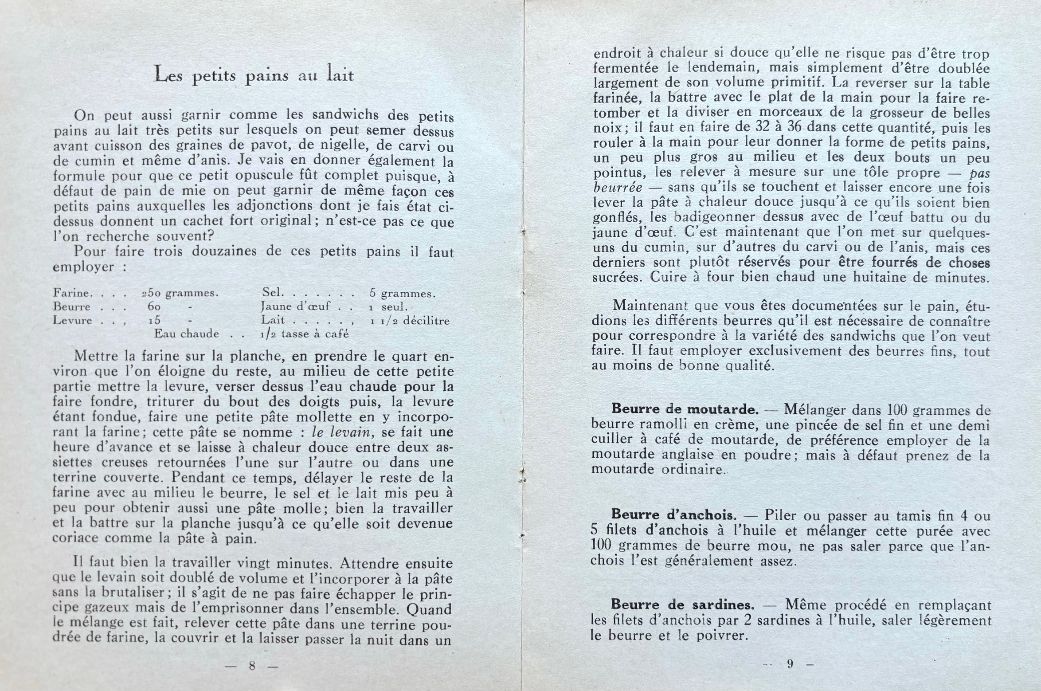 Les petits pains au lait
On peut aussi garnir comme les sandwichs des petits
pains au lait très petits sur lesquels on peut semer dessus
avant cuisson des graines de pavot, de nigelle, de carvi ou
de cumin et même d'anis. Je vais en donner également la
formule pour que ce petit opuscule fût complet puisque, à
défaut de pain de mie on peut garnir de même façon ces
petits pains auxquelles les adjonctions dont je fais état ci-
dessus donnent un cachet fort original ; n'est-ce pas ce que
l'on recherche souvent?
Pour faire trois douzaines de ces petits pains il faut
employer :
Farine. . . . 250 grammes. Sel. . . . . . . 5 grammes.
Beurre . . . 60 - Jaune d'œuf . . 1 seul.
Levure . . , 15 - Lait . . . . . , 1 1/2 décilitre
Eau chaude . . 1/2 tasse à café
Mettre la farine sur la planche, en prendre le quart en-
viron que l'on éloigne du reste, au milieu de cette petite
partie mettre la levure, verser dessus l'eau chaude pour la
faire fondre, triturer du bout des doigts puis, la levure
étant fondue, faire une petite pâte mollette en y incorpo-
rant la farine ; cette pâte se nomme : le levain, se fait une
heure d'avance et se laisse à chaleur douce entre deux as-
siettes creuses retournées l'une sur l'autre ou dans une
terrine couverte. Pendant ce temps, délayer le reste de la
farine avec au milieu le beurre, le sel et le lait mis peu à
peu pour obtenir aussi une pâte molle ; bien la travailler
et la battre sur la planche jusqu'à ce qu'elle soit devenue
coriace comme la pâte à pain.
Il faut bien la travailler vingt minutes. Attendre ensuite
que le levain soit doublé de volume et l'incorporer à la pâte
sans la brutaliser ; il s'agit de ne pas faire échapper le prin-
cipe gazeux mais de l'emprisonner dans l'ensemble. Quand
le mélange est fait, relever cette pâte dans une terrine pou-
drée de farine, la couvrir et la laisser passer la nuit dans un
— 8 —
endroit à chaleur si douce qu'elle ne risque pas d'être trop
fermentée le lendemain, mais simplement d'être doublée
largement de son volume primitif. La reverser sur la table
farinée, la battre avec le plat de la main pour la faire re-
tomber et la diviser en morceaux de la grosseur de belles
noix ; il faut en faire de 32 à 36 dans cette quantité, puis les
rouler à la main pour leur donner la forme de petits pains,
un peu plus gros au milieu et les deux bouts un peu
pointus, les relever à mesure sur une tôle propre — pas
beurrée — sans qu'ils se touchent et laisser encore une fois
lever la pâte à chaleur douce jusqu'à ce qu'ils soient bien
gonflés, les badigeonner dessus avec de l'œuf battu ou du
jaune d'œuf. C'est maintenant que l'on met sur quelques-
uns du cumin, sur d'autres du carvi ou de l'anis, mais ces
derniers sont plutôt réservés pour être fourrés de choses
sucrées. Cuire à four bien chaud une huitaine de minutes.
Maintenant que vous êtes documentés sur le pain, étu-
dions les différents beurres qu'il est nécessaire de connaître
pour correspondre à la variété des sandwichs que l'on veut
faire. Il faut employer exclusivement des beurres fins, tout
au moins de bonne qualité.
Beurre de moutarde. — Mélanger dans 100 grammes de
beurre ramolli en crème, une pincée de sel fin et une demi
cuiller à café de moutarde, de préférence employer de la
moutarde anglaise en poudre ; mais à défaut prenez de la
moutarde ordinaire.
Beurre d'anchois. — Piler ou passer au tamis fin 4 ou
5 filets d'anchois à l'huile et mélanger cette purée avec
100 grammes de beurre mou, ne pas saler parce que l'an-
chois l'est généralement assez.
Beurre de sardines. — Même procédé en remplaçant
les filets d'anchois par 2 sardines à l'huile, saler légèrement
le beurre et le poivrer.
— 9 —